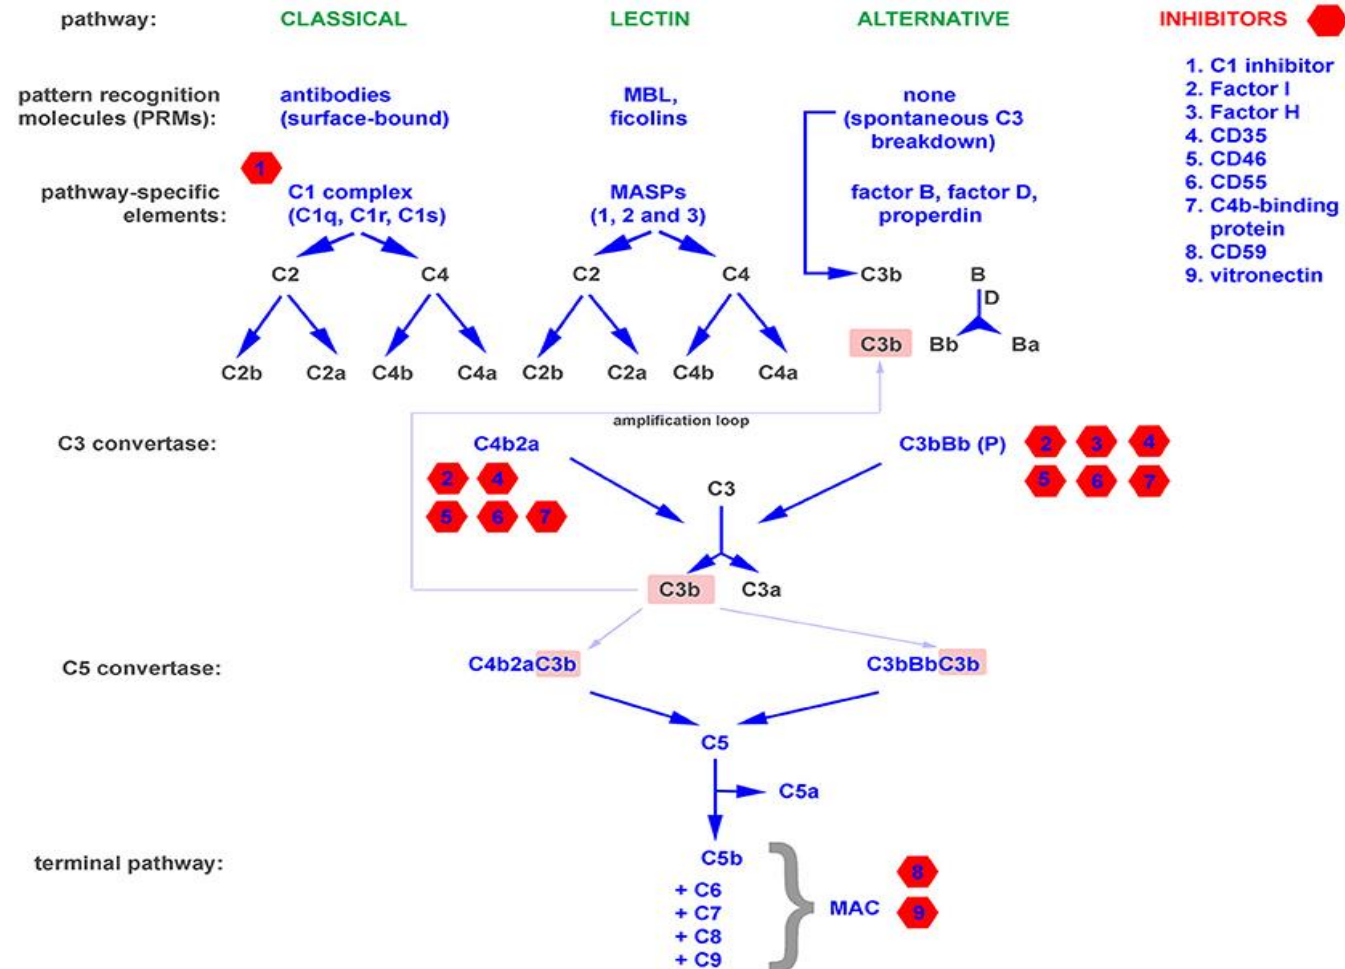 pathway:
CLASSICAL
LECTIN
ALTERNATIVE
INHIBITORS
1. C1 inhibitor
2. Factor I
3. Factor H
4. CD35
5. CD46
6. CD55
7. C4b-binding
protein
8. CD59
9. vitronectin
pattern recognition
molecules (PRMs):
antibodies
(surface-bound)
MBL,
ficolins
none
(spontaneous C3
breakdown)
1
pathway-specific
elements:
C1 complex
(C1q, C1r, C1s)
MASPs
(1, 2 and 3)
factor B, factor D,
properdin
C2
C4
C2
C4
C3b
B
D
C3b
Bb
Ba
C2b
C2a
C4b
C4a
C2b
C2a
C4b
C4a
amplification loop
C3 convertase:
C4b2a
2
4
5
6
7
C3bBb (P)
2
3
4
5
6
7
C3
C3b
C3a
C5 convertase:
C4b2aC3b
C3bBbC3b
C5
C5a
terminal pathway:
C5b
+ C6
+ C7
+ C8
+ C9
MAC
8
9